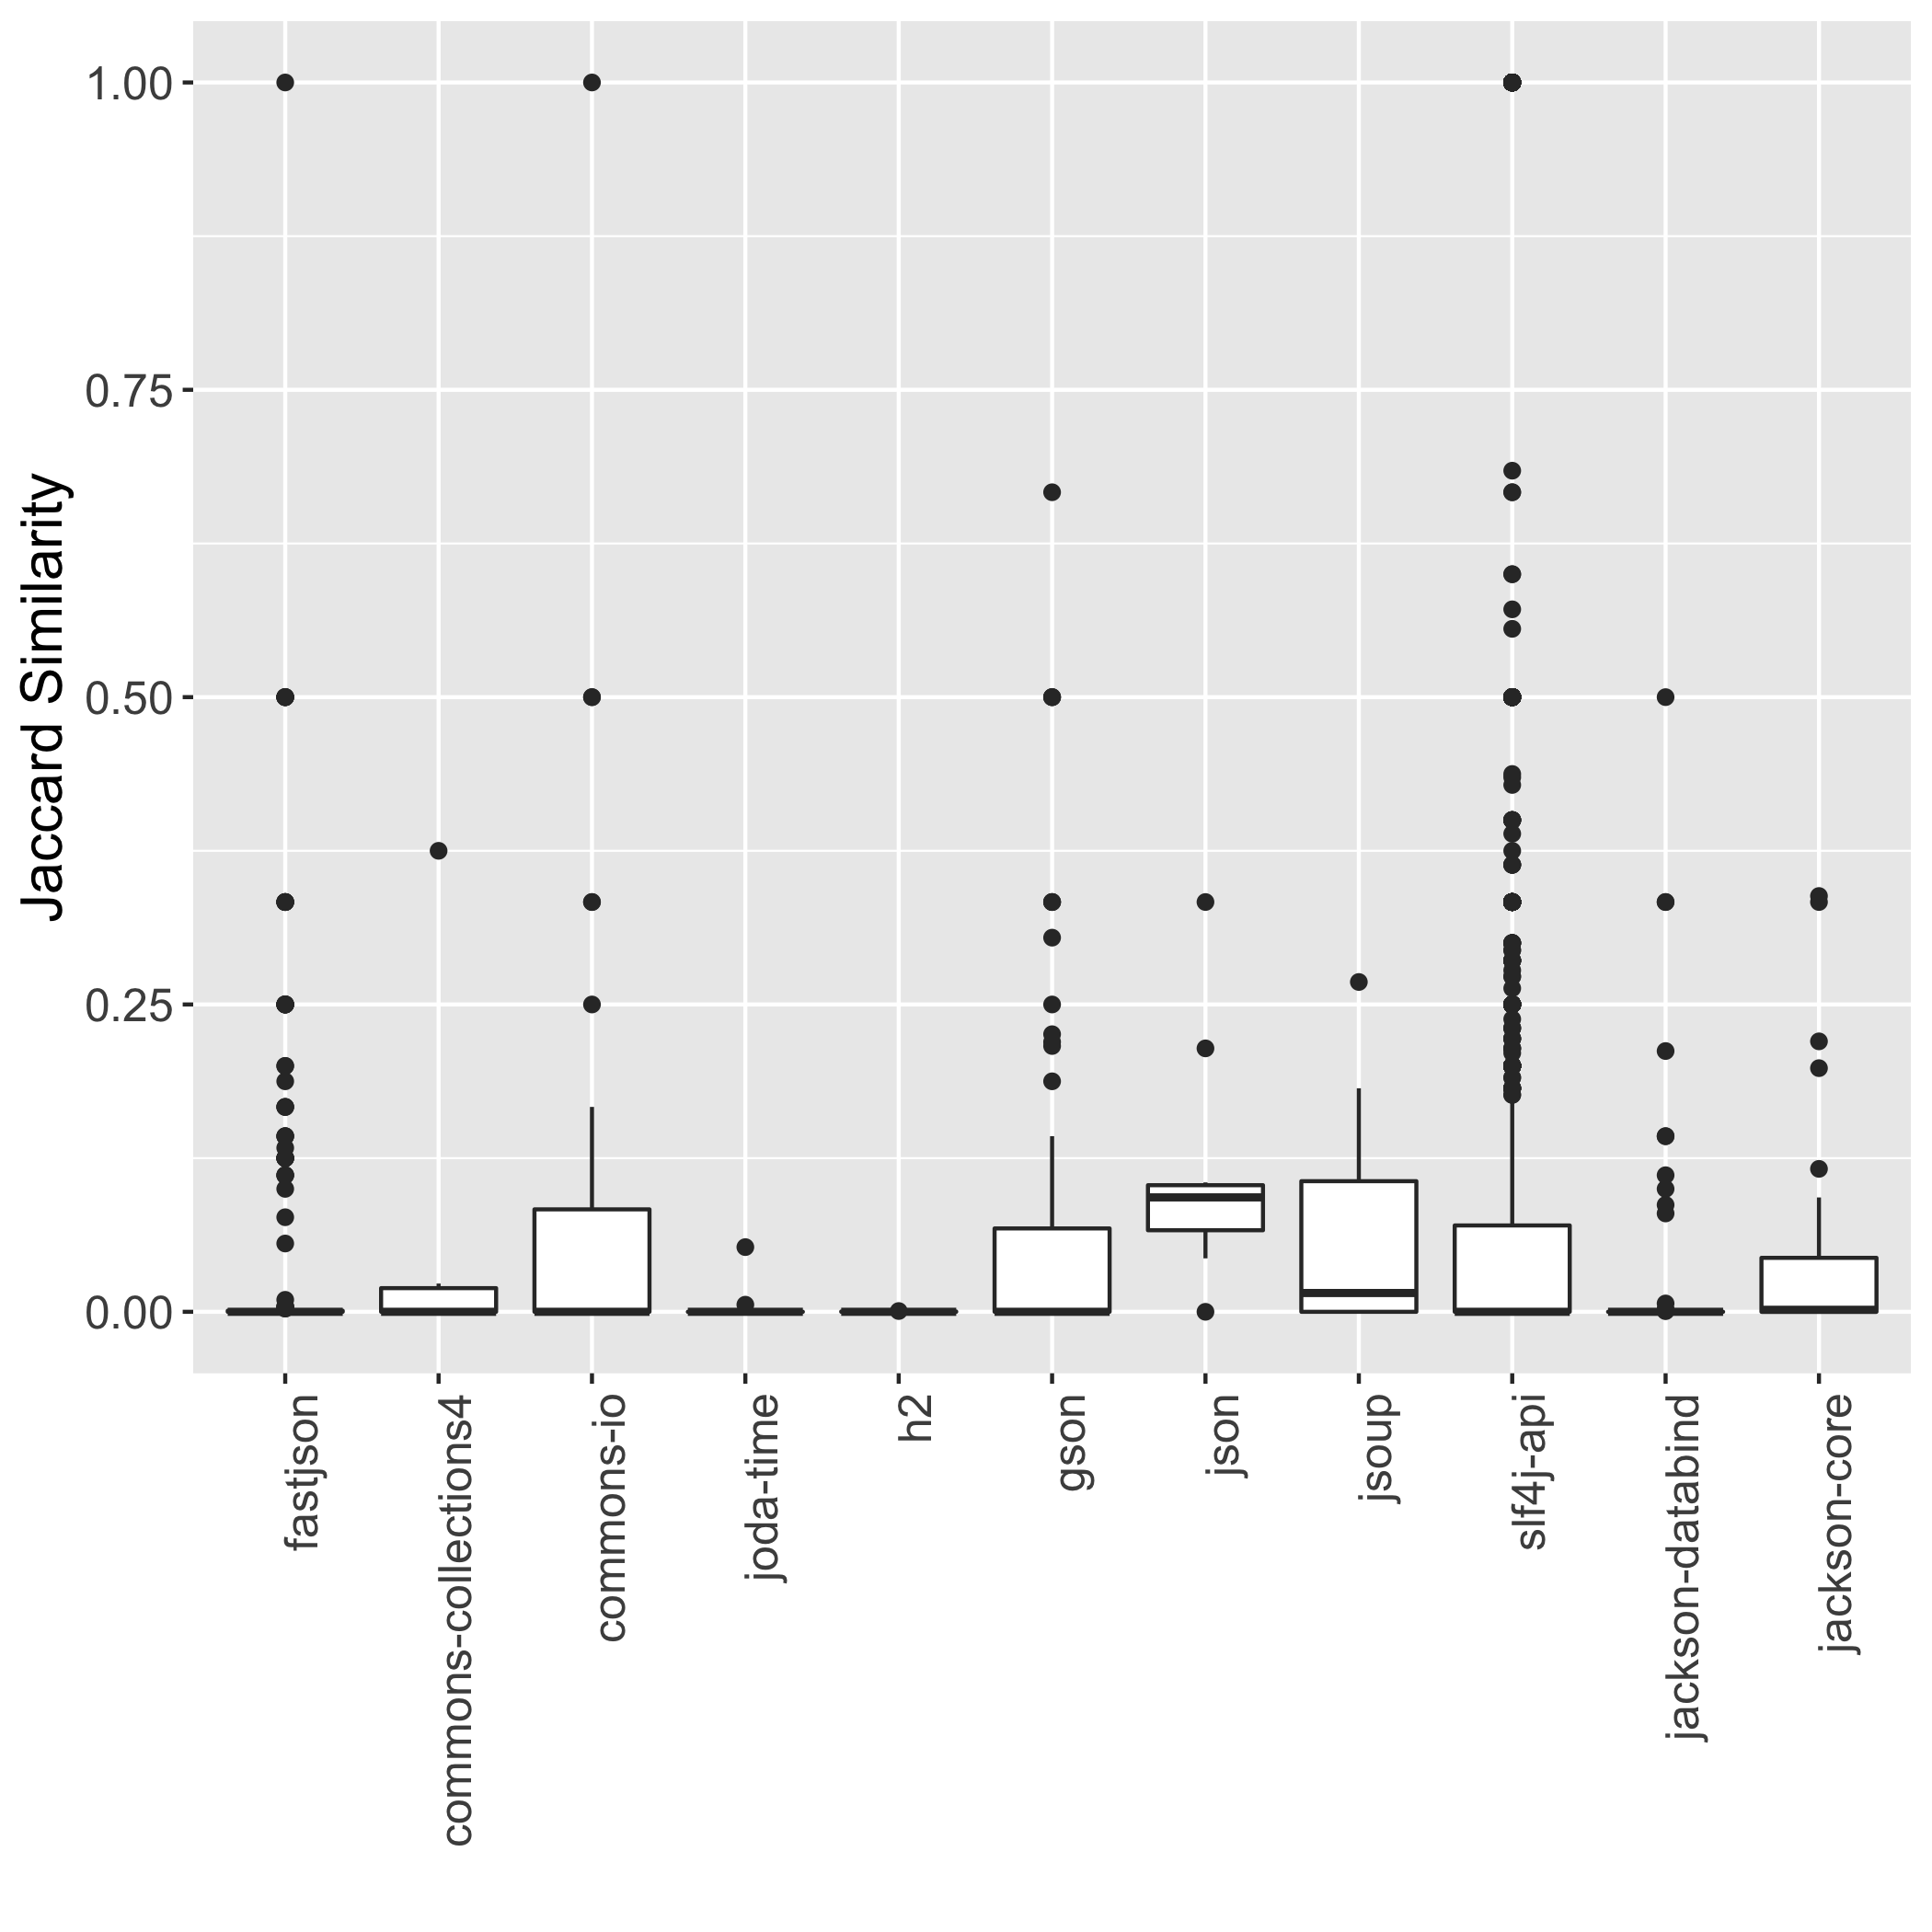 Jaccard Similarity
1.00
0.75
0.50
0.25
0.00
fastjson
commons-collections4
commons-io
joda-time
h2
gson
json
jsoup
slf4j-api
jackson-databind
jackson-core